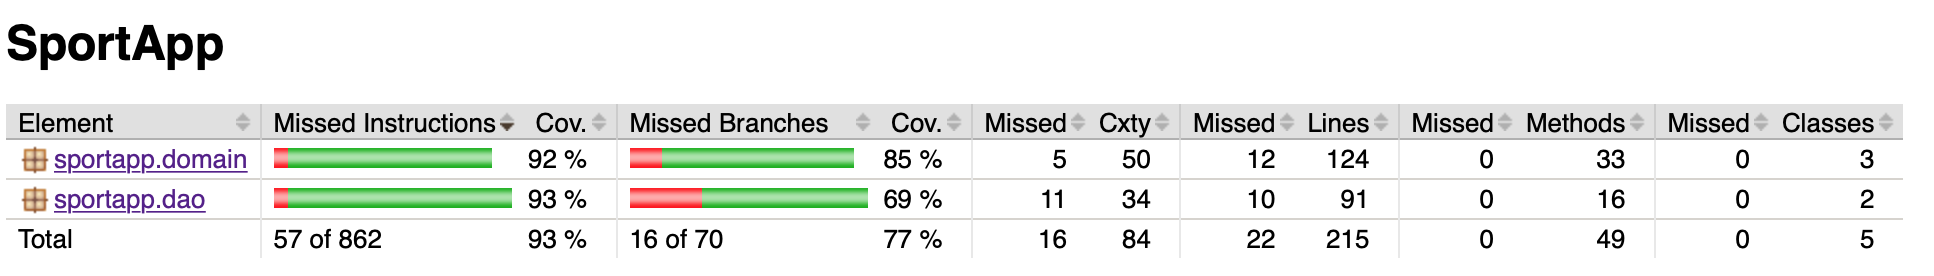 SportApp
Element Missed Instructions Cov. Missed Branches Cov. Missed Cxty Missed Lines Missed Methods Missed Classes
sportapp.domain 92 % 85 % 5 50 12 124 0 33 0 3
sportapp.dao 93 % 69 % 11 34 10 91 0 16 0 2
Total 57 of 862 93 % 16 of 70 77 % 16 84 22 215 0 49 0 5